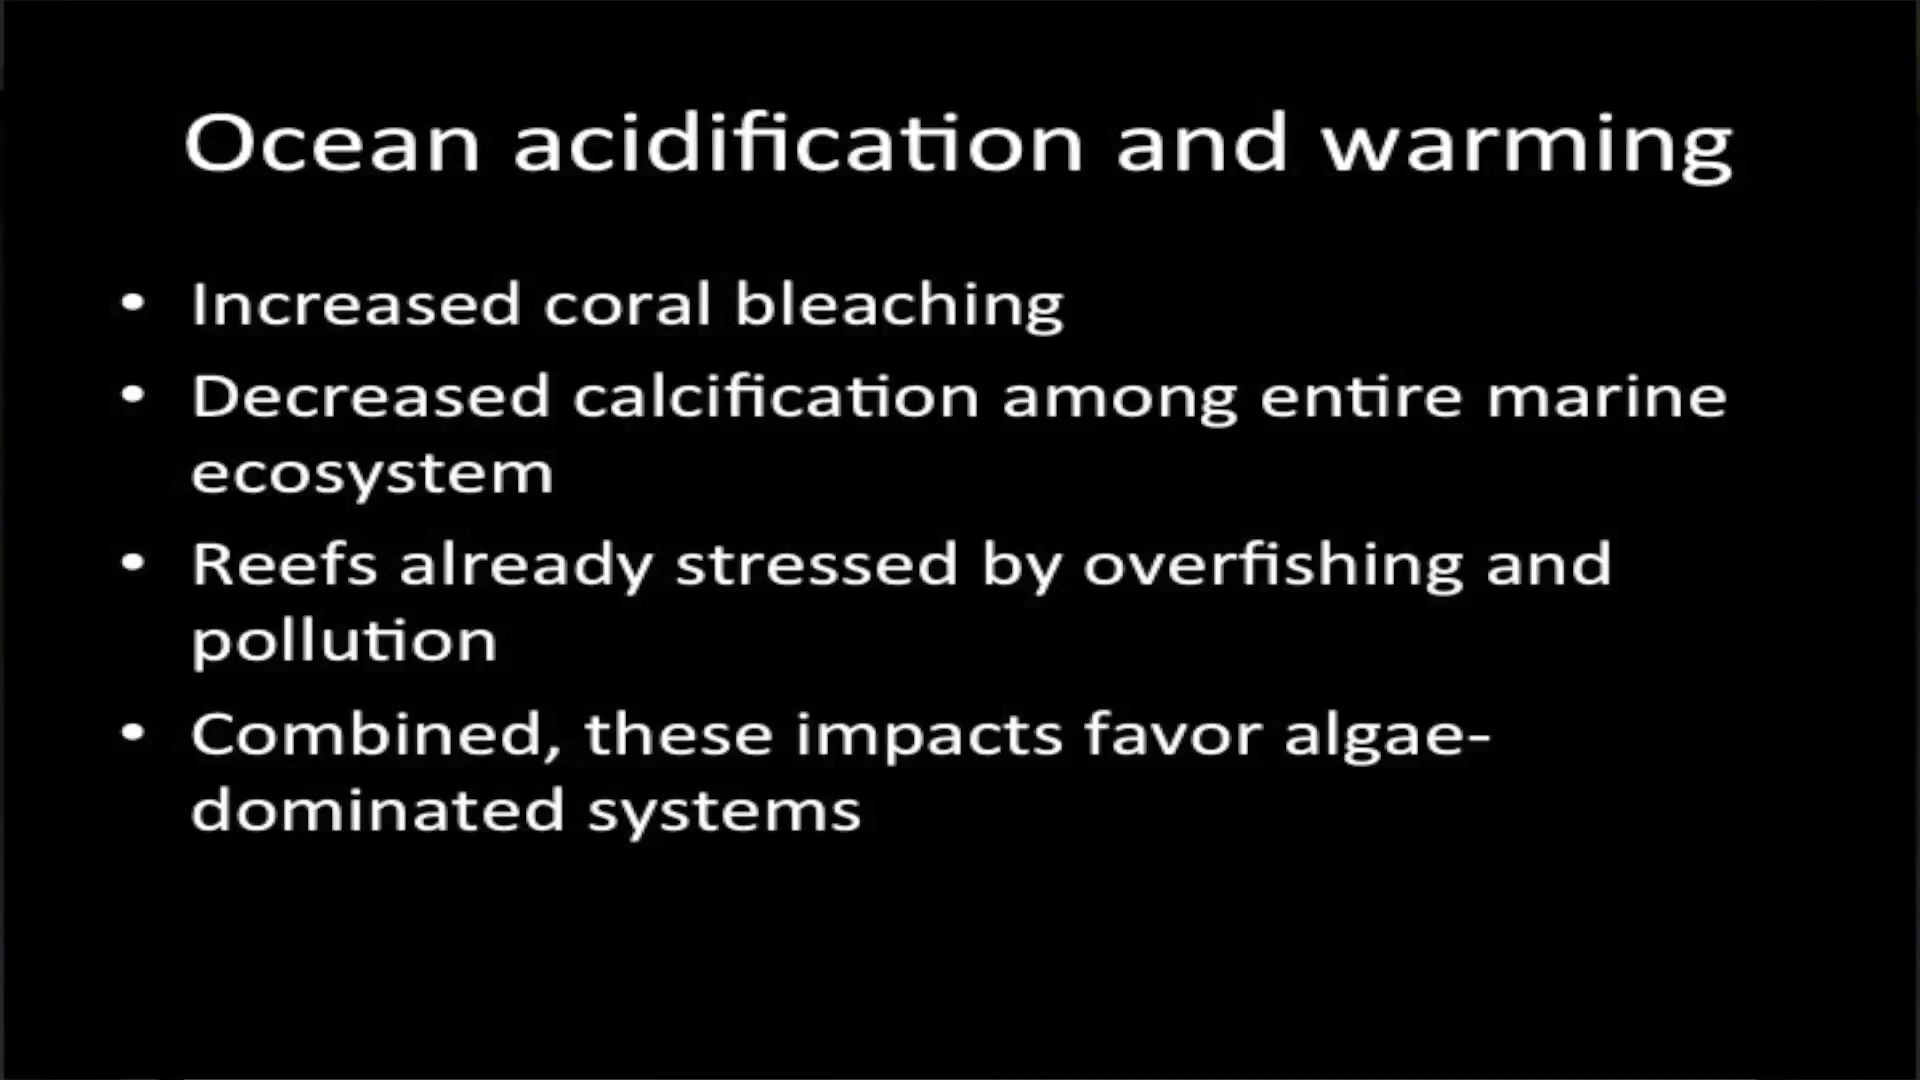 Ocean acidification and warming
• Increased coral bleaching
• Decreased calcification among entire marine
ecosystem
• Reefs already stressed by overfishing and
pollution
• Combined, these impacts favor algae-
dominated systems